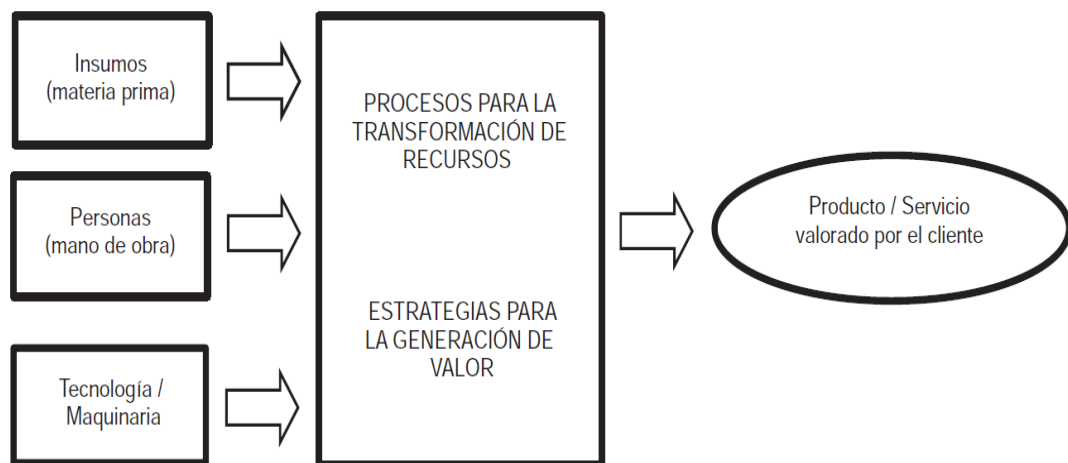 Insumos
(materia prima)
PROCESOS PARA LA
TRANSFORMACIÓN DE
RECURSOS
Personas
(mano de obra)
Producto / Servicio
valorado por el cliente
ESTRATEGIAS PARA
LA GENERACIÓN DE
VALOR
Tecnología /
Maquinaria